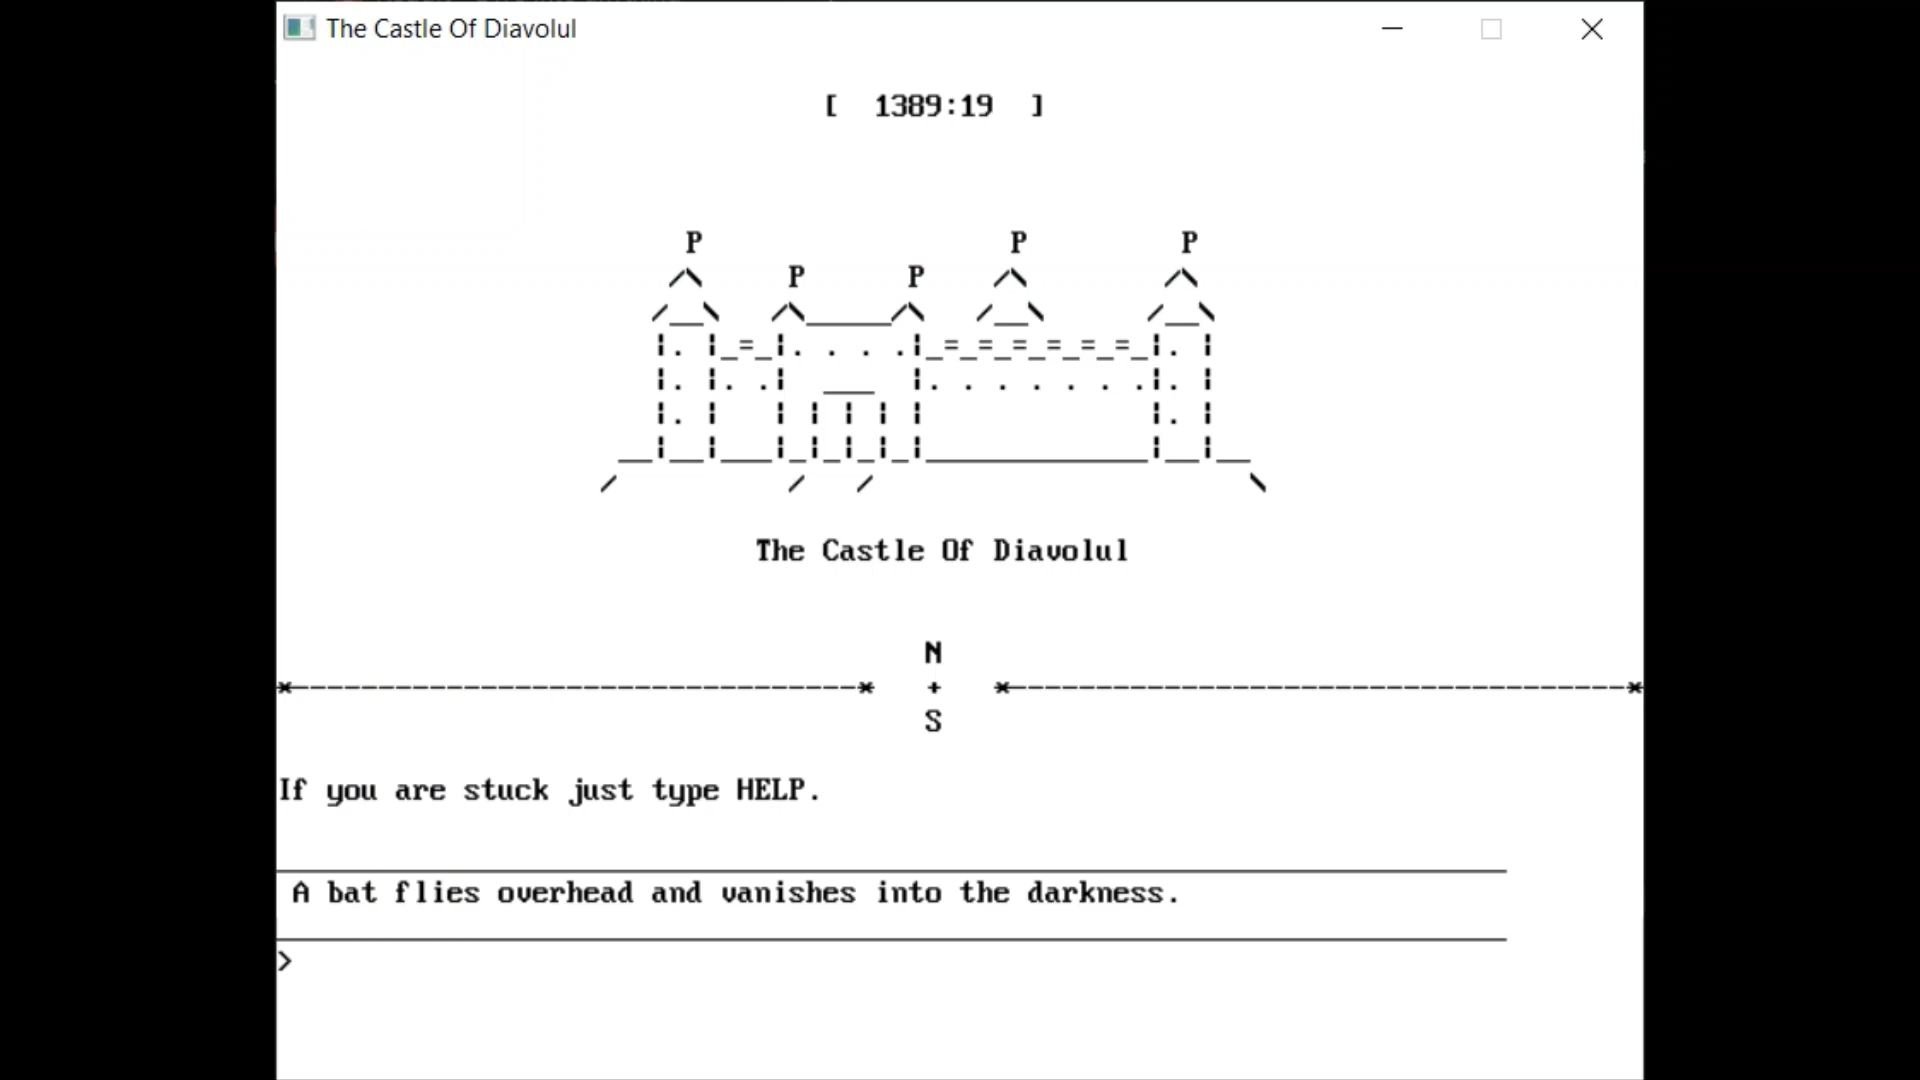 The Castle Of Diavolul
[ 1389:19 ]
P P P
P P
The Castle Of Diavolul
N
*----------------------------------* + *-------------------------------------*
S
If you are stuck just type HELP.
A bat flies overhead and vanishes into the darkness.
>